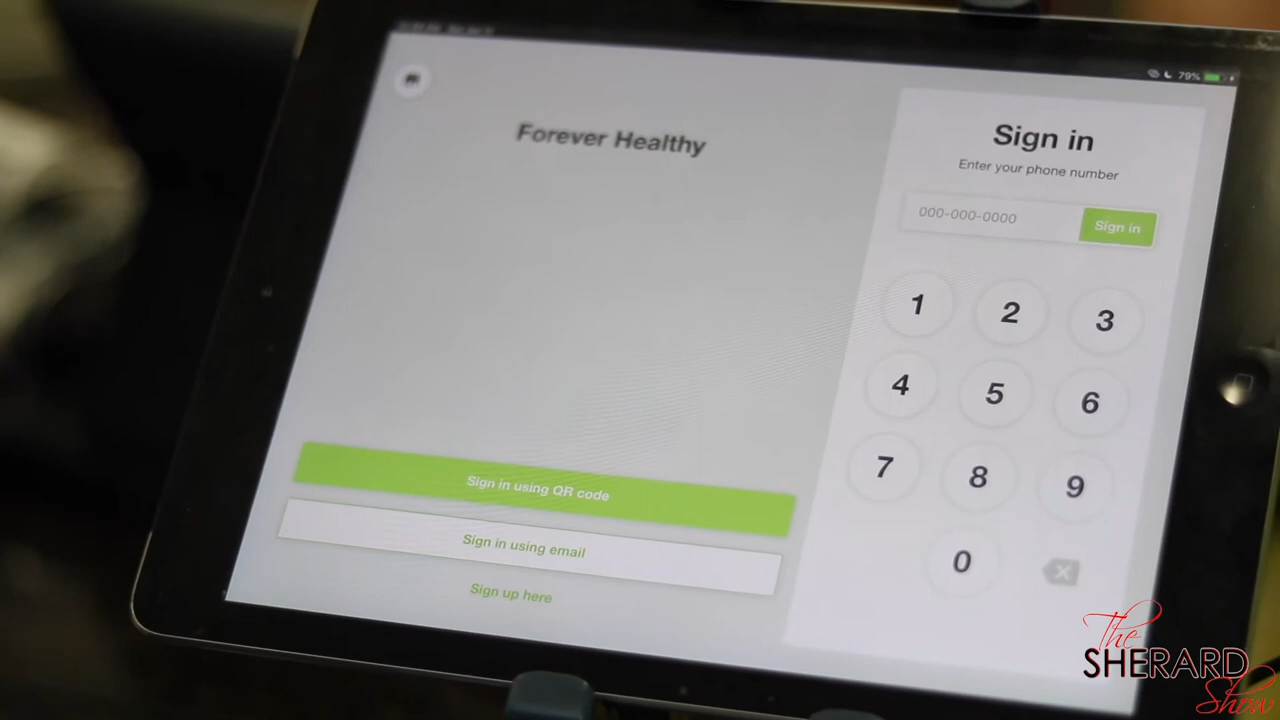 79%
Forever Healthy
Sign in using QR code
Sign in using email
Sign up here
Sign in
Enter your phone number
000-000-0000
Sign in
1 2 3
4 5 6
7 8 9
0
The
SHERARD
Show